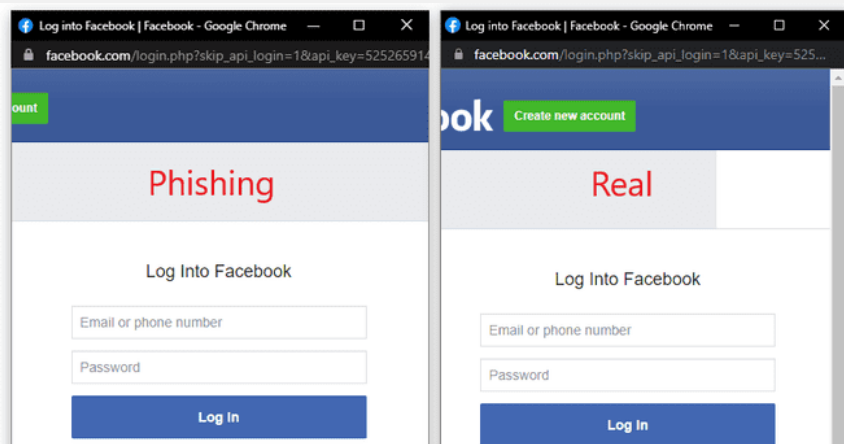 Log into Facebook | Facebook - Google Chrome
facebook.com/login.php?skip_api_login=1&api_key=525265914
ount
Phishing
Log Into Facebook
Email or phone number
Password
Log In
Log into Facebook | Facebook - Google Chrome
facebook.com/login.php?skip_api_login=1&api_key=525...
ook Create new account
Real
Log Into Facebook
Email or phone number
Password
Log In